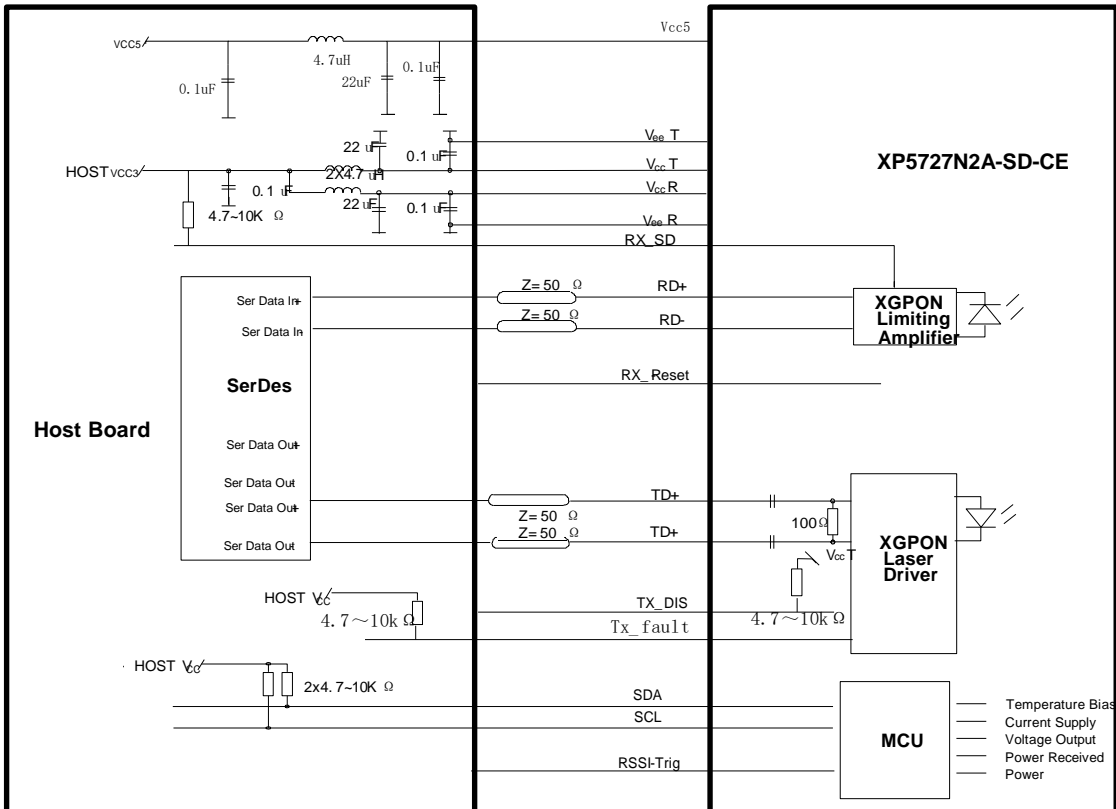 Vcc5
VCC5
4.7uH
0.1uF
22uF
0.1uF
VeeT
22 uF
0.1 uF
HOST VCC3
VccT
XP5727N2A-SD-CE
2X4.7 uH
0.1 uF
VccR
22 uF
0.1 uF
4.7~10K Ω
VeeR
RX_SD
Z=50 Ω
RD+
Ser Data In+
Z=50 Ω
RD-
Ser Data In-
XGPON
Limiting
Amplifier
RX_Reset
SerDes
Host Board
Ser Data Out+
Ser Data Out-
Ser Data Out+
TD+
Z=50 Ω
100Ω
Ser Data Out-
Z=50 Ω
TD+
XGPON
Laser
Driver
VccT
HOST VCC
TX_DIS
4.7～10kΩ
4.7～10kΩ
Tx_fault
HOST VCC
2x4.7~10K Ω
SDA
SCL
MCU
Temperature Bias
Current Supply
Voltage Output
Power Received
Power
RSSI-Trig